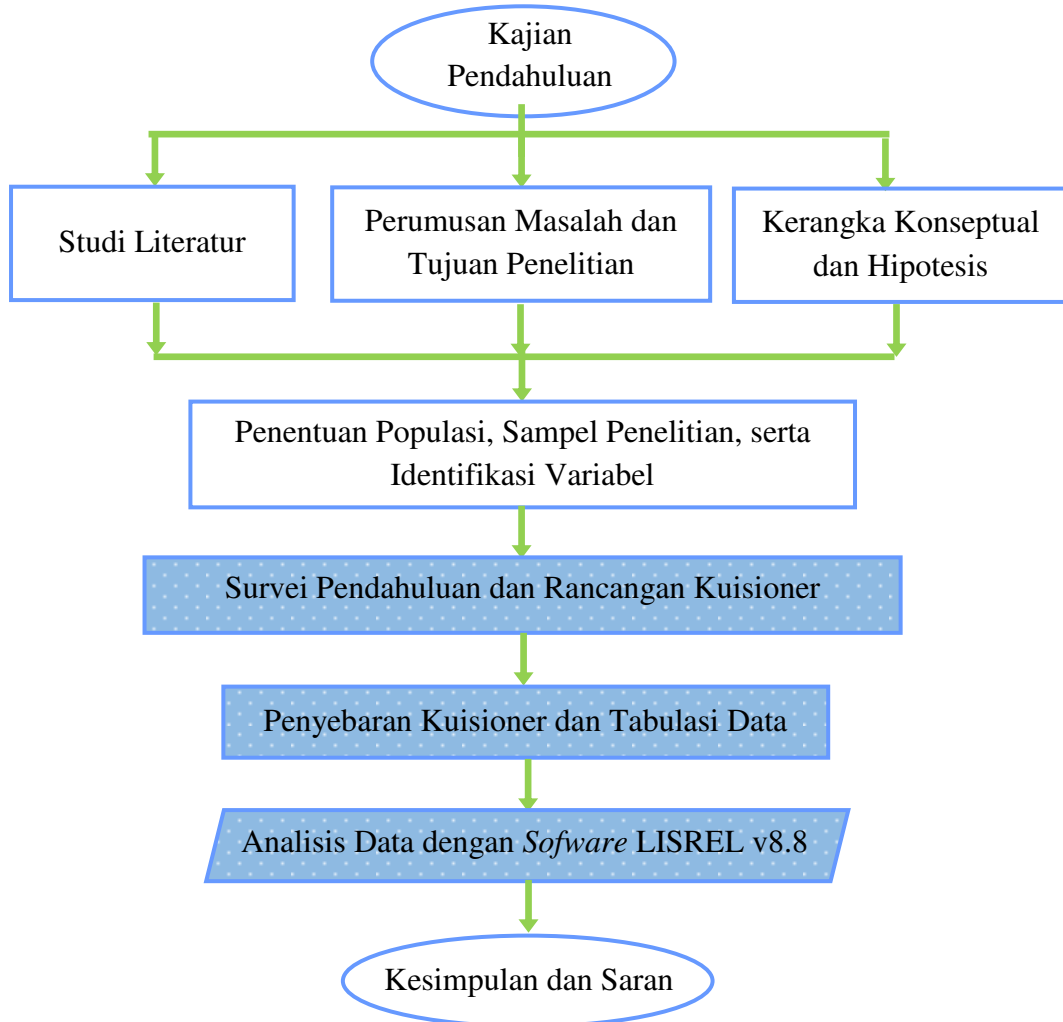 Kajian
Pendahuluan
Studi Literatur
Perumusan Masalah dan
Tujuan Penelitian
Kerangka Konseptual
dan Hipotesis
Penentuan Populasi, Sampel Penelitian, serta
Identifikasi Variabel
Survei Pendahuluan dan Rancangan Kuisioner
Penyebaran Kuisioner dan Tabulasi Data
Analisis Data dengan Sofware LISREL v8.8
Kesimpulan dan Saran